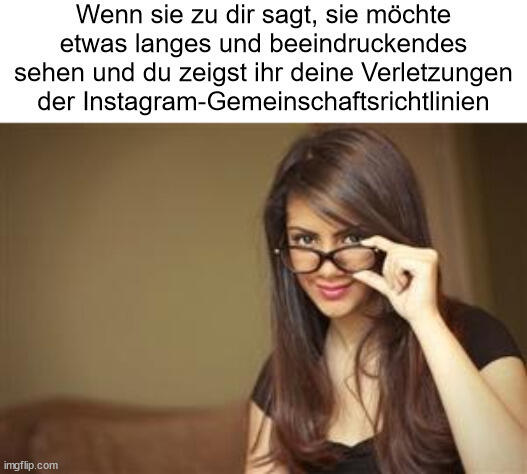 Wenn sie zu dir sagt, sie möchte
etwas langes und beeindruckendes
sehen und du zeigst ihr deine Verletzungen
der Instagram-Gemeinschaftsrichtlinien
imgflip.com